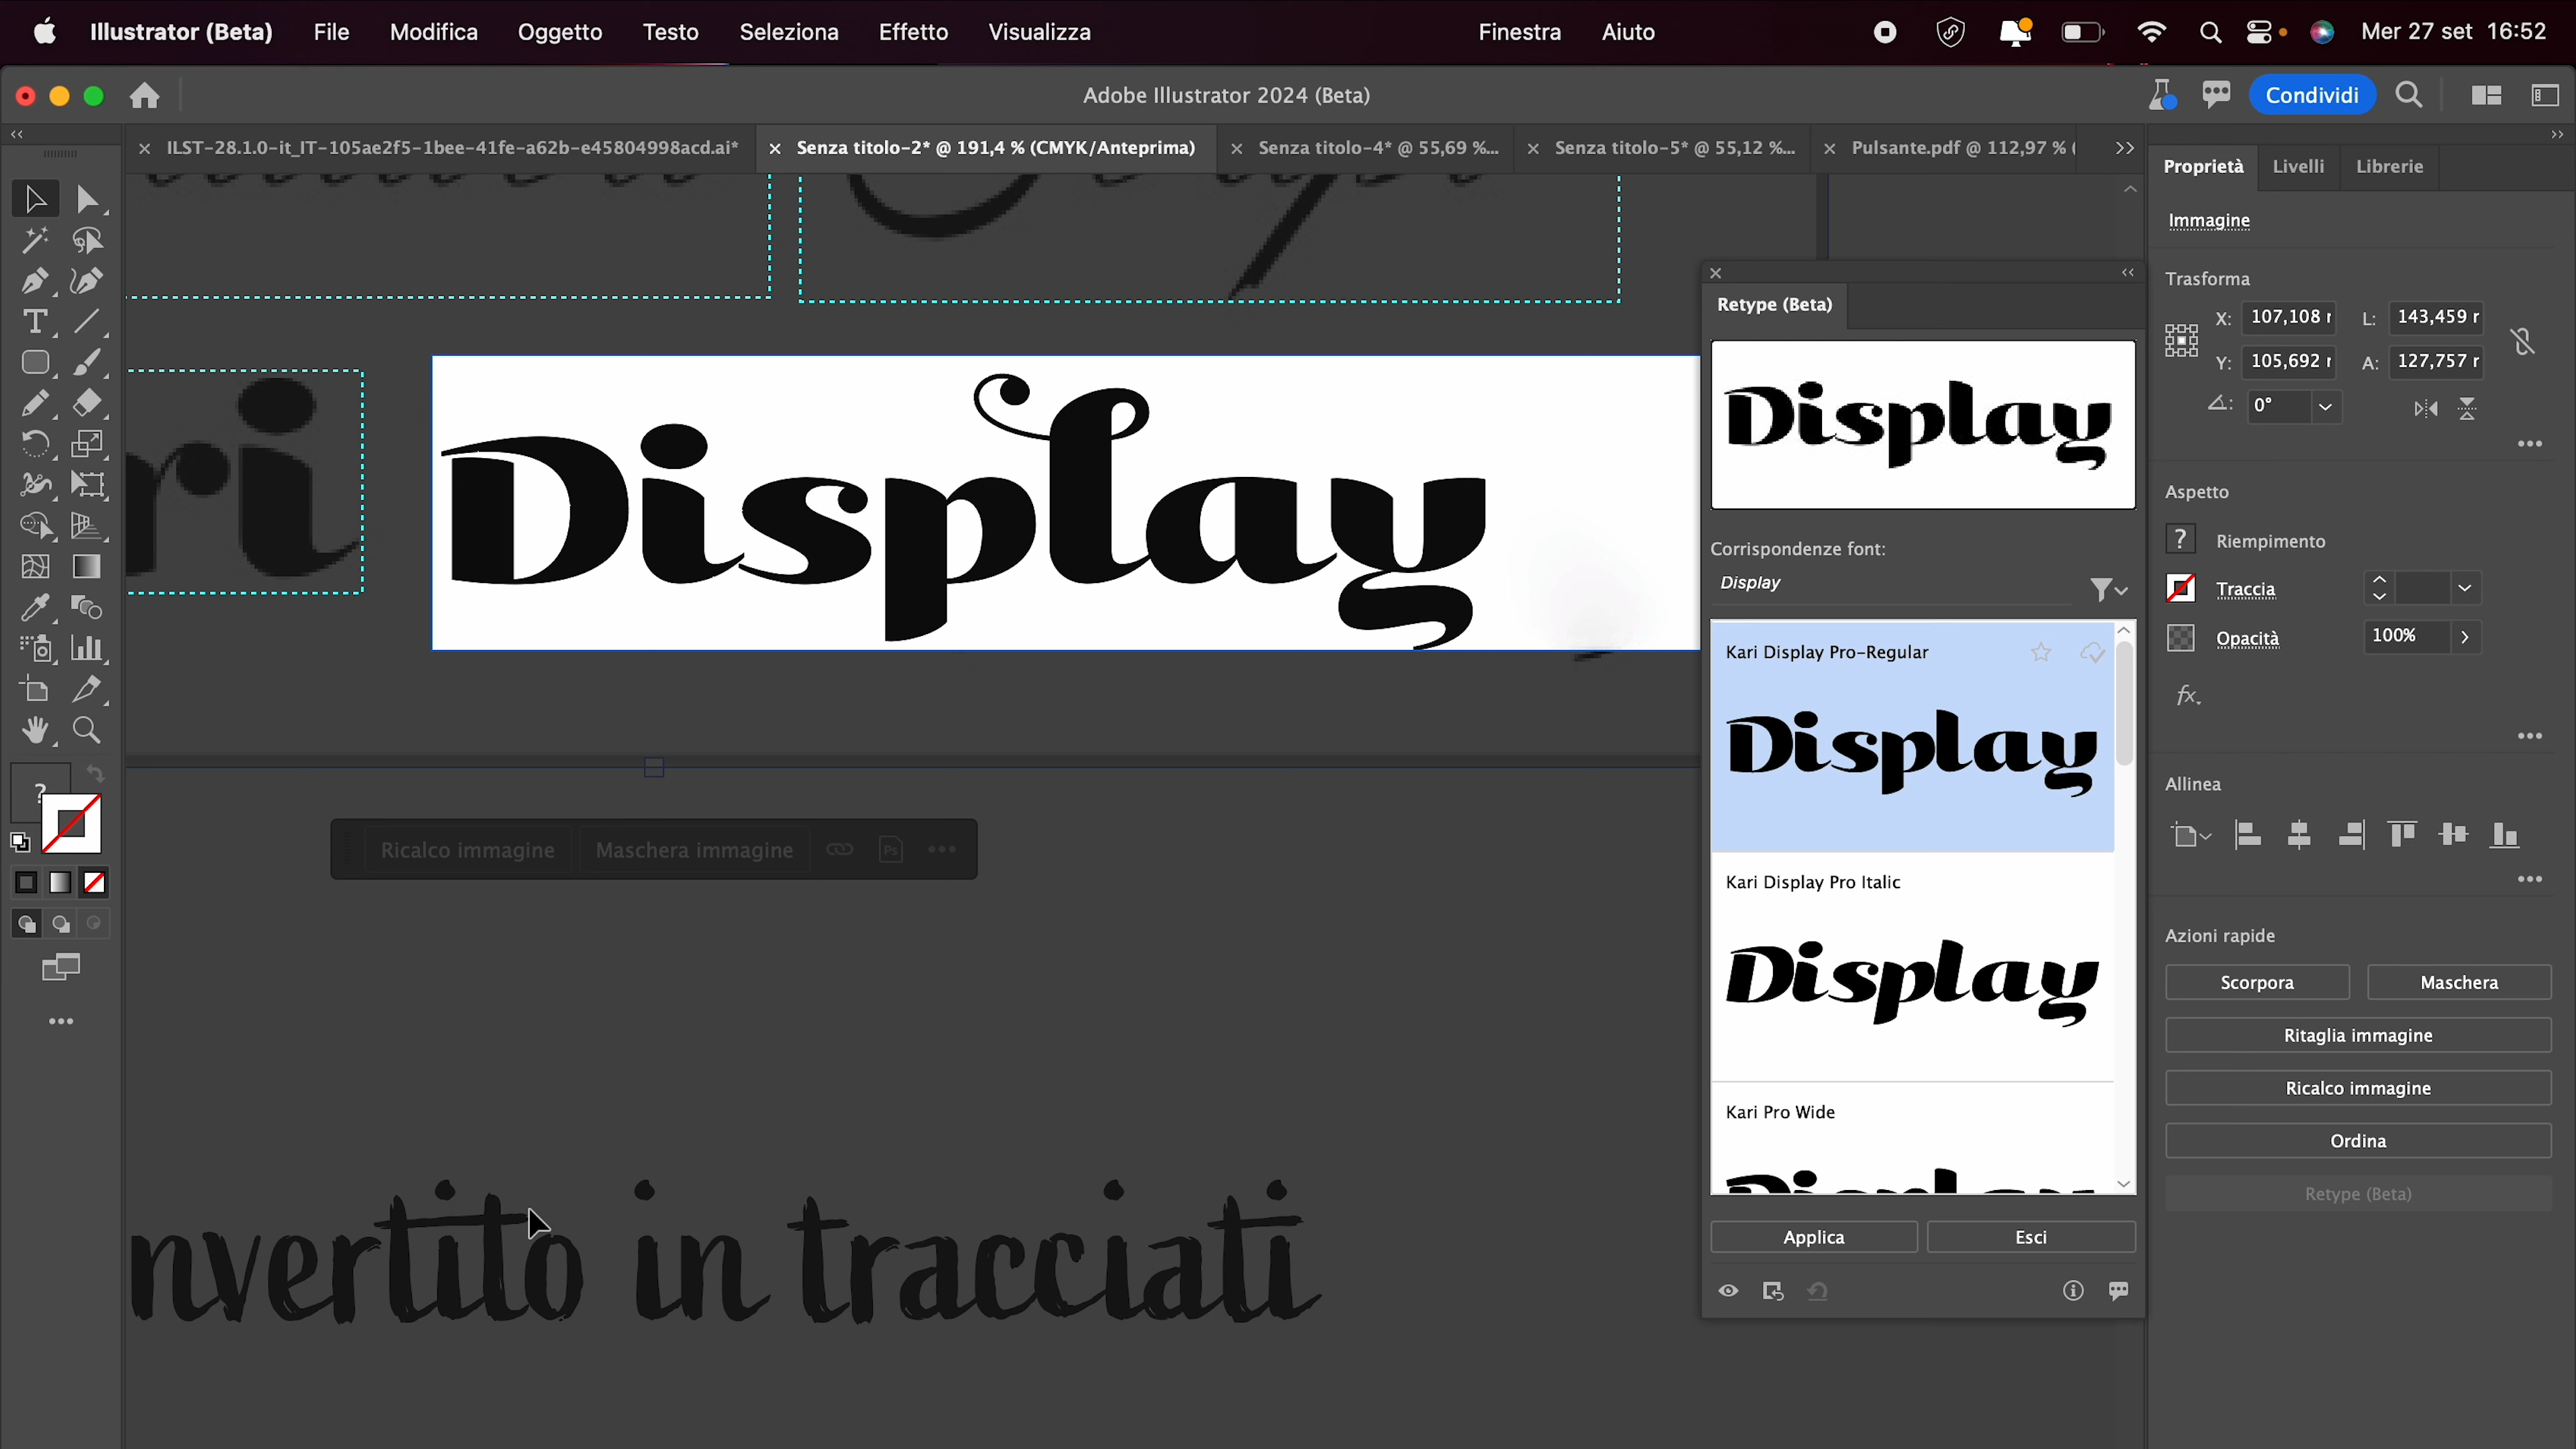 Illustrator (Beta) File Modifica Oggetto Testo Seleziona Effetto Visualizza Finestra Aiuto Mer 27 set 16:52
Adobe Illustrator 2024 (Beta) Condividi
ILST-28.1.0-it_IT-105ae2f5-1bee-41fe-a62b-e45804998acd.ai* Senza titolo-2* @ 191,4 % (CMYK/Anteprima) Senza titolo-4* @ 55,69 %... Senza titolo-5* @ 55,12 %... Pulsante.pdf @ 112,97 % (
Proprietà Livelli Librerie
Immagine
Trasforma
X: 107,108 r L: 143,459 r
Y: 105,692 r A: 127,757 r
0°
Aspetto
Riempimento
Traccia
Opacità 100%
fx
Allinea
Azioni rapide
Scorpora Maschera
Ritaglia immagine
Ricalco immagine
Ordina
Retype (Beta)
Retype (Beta)
Display
Corrispondenze font:
Display
Kari Display Pro-Regular
Display
Kari Display Pro Italic
Display
Kari Pro Wide
Display
Applica Esci
ri
Display
Ricalco immagine Maschera immagine Ps
nvertito in tracciati